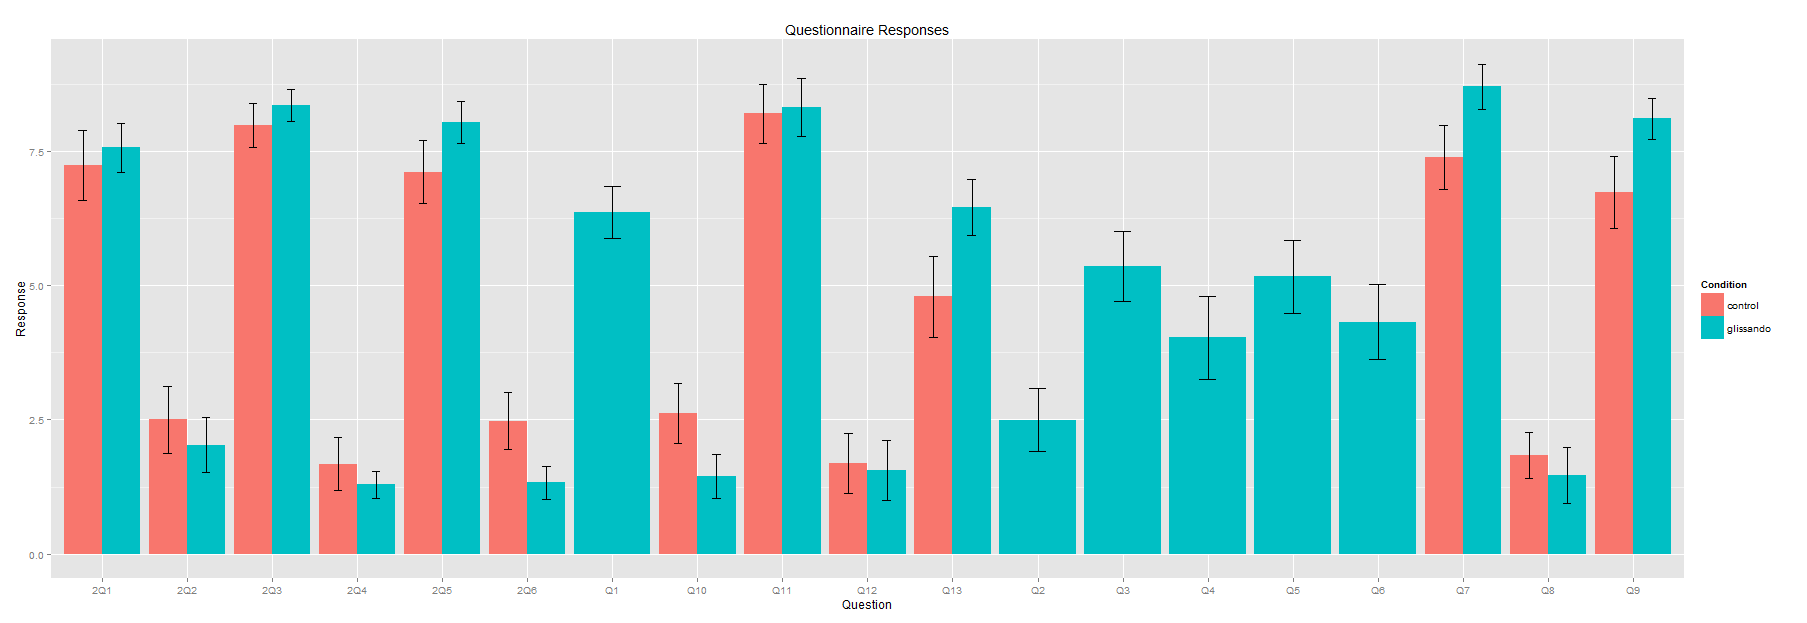 Questionnaire Responses
Response
7.5
5.0
2.5
0.0
2Q1 2Q2 2Q3 2Q4 2Q5 2Q6 Q1 Q10 Q11 Q12 Q13 Q2 Q3 Q4 Q5 Q6 Q7 Q8 Q9
Question
Condition
control
glissando